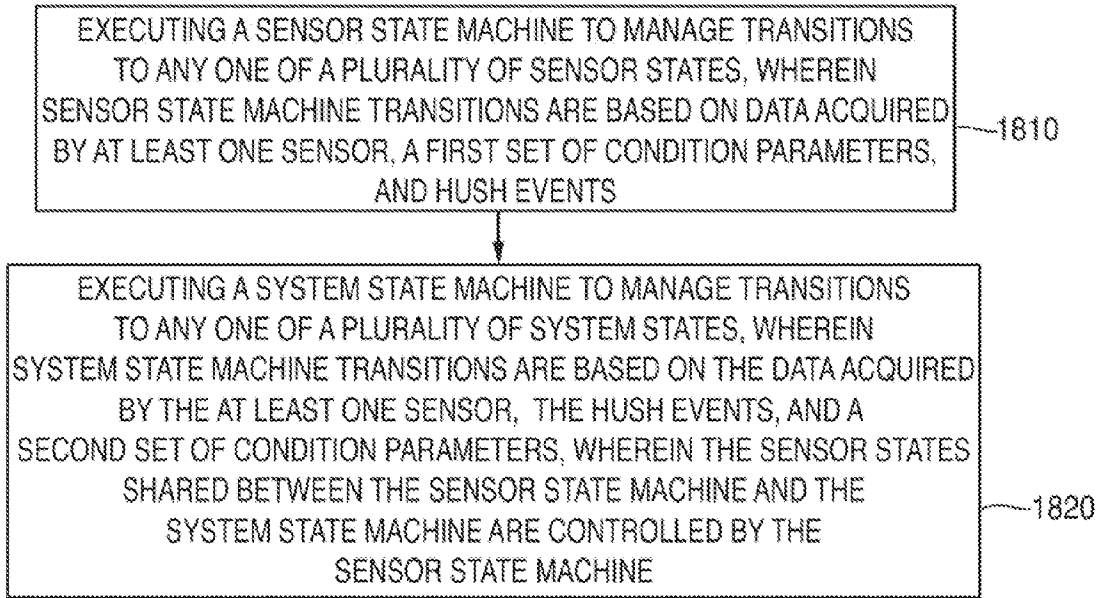 EXECUTING A SENSOR STATE MACHINE TO MANAGE TRANSITIONS
TO ANY ONE OF A PLURALITY OF SENSOR STATES, WHEREIN
SENSOR STATE MACHINE TRANSITIONS ARE BASED ON DATA ACQUIRED
BY AT LEAST ONE SENSOR, A FIRST SET OF CONDITION PARAMETERS,
AND HUSH EVENTS
1810
EXECUTING A SYSTEM STATE MACHINE TO MANAGE TRANSITIONS
TO ANY ONE OF A PLURALITY OF SYSTEM STATES, WHEREIN
SYSTEM STATE MACHINE TRANSITIONS ARE BASED ON THE DATA ACQUIRED
BY THE AT LEAST ONE SENSOR, THE HUSH EVENTS, AND A
SECOND SET OF CONDITION PARAMETERS, WHEREIN THE SENSOR STATES
SHARED BETWEEN THE SENSOR STATE MACHINE AND THE
SYSTEM STATE MACHINE ARE CONTROLLED BY THE
SENSOR STATE MACHINE
1820